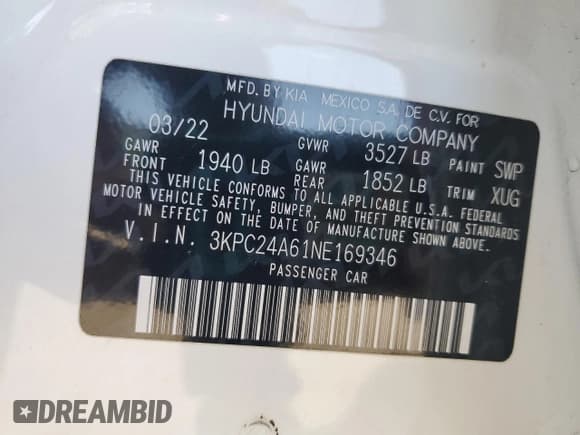 MFD. BY KIA MEXICO S.A. DE C.V. FOR
HYUNDAI MOTOR COMPANY
03/22 GVWR 3527 LB PAINT SWP
GAWR FRONT 1940 LB GAWR REAR 1852 LB TRIM XUG
THIS VEHICLE CONFORMS TO ALL APPLICABLE U.S.A. FEDERAL
MOTOR VEHICLE SAFETY, BUMPER, AND THEFT PREVENTION STANDARDS
IN EFFECT ON THE DATE OF MANUFACTURE SHOWN ABOVE.
V.I.N. 3KPC24A61NE169346
PASSENGER CAR
DREAMBID